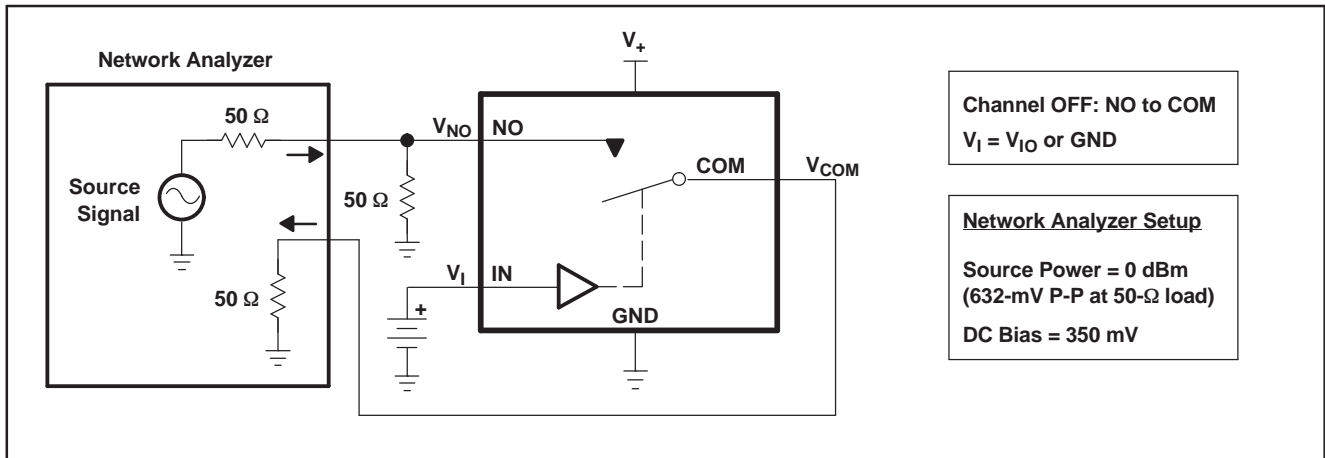 V+
Network Analyzer
50 Ω
VNO
NO
Source
Signal
50 Ω
COM
VCOM
50 Ω
VI
IN
+
GND
Channel OFF: NO to COM
VI = VIO or GND
Network Analyzer Setup
Source Power = 0 dBm
(632-mV P-P at 50-Ω load)
DC Bias = 350 mV